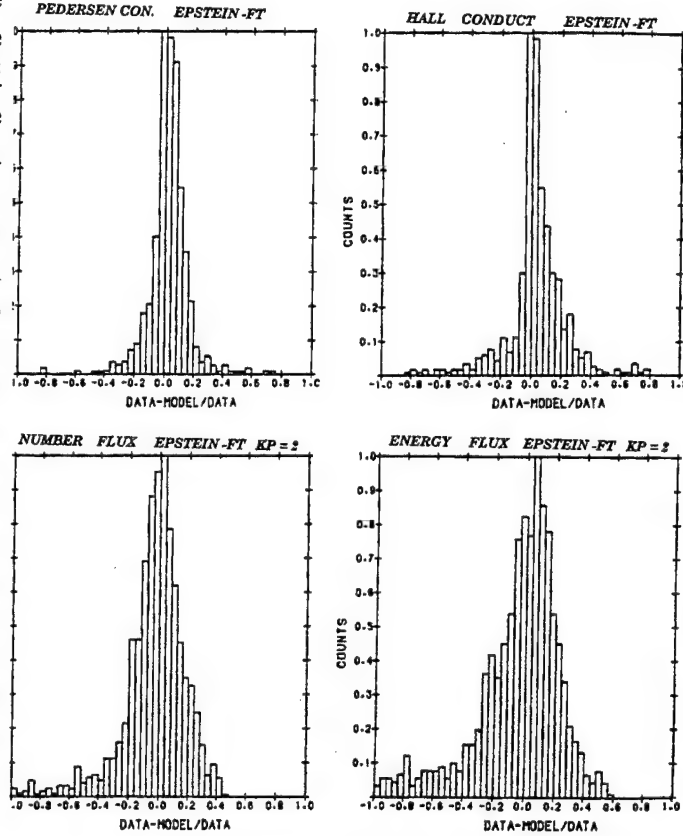 PEDERSEN CON. EPSTEIN-FT
-0.8 -0.6 -0.4 -0.2 0.0 0.2 0.4 0.6 0.8 1.0
DATA-MODEL/DATA
HALL CONDUCT EPSTEIN-FT
1.0
0.9
0.8
0.7
0.6
0.5
0.4
0.3
0.2
0.1
COUNTS
-1.0 -0.8 -0.6 -0.4 -0.2 0.0 0.2 0.4 0.6 0.8 1.0
DATA-MODEL/DATA
NUMBER FLUX EPSTEIN-FT KP = 2
-0.8 -0.6 -0.4 -0.2 0.0 0.2 0.4 0.6 0.8 1.0
DATA-MODEL/DATA
ENERGY FLUX EPSTEIN-FT KP = 2
1.0
0.9
0.8
0.7
0.6
0.5
0.4
0.3
0.2
0.1
COUNTS
-1.0 -0.8 -0.6 -0.4 -0.2 0.0 0.2 0.4 0.6 0.8 1.0
DATA-MODEL/DATA